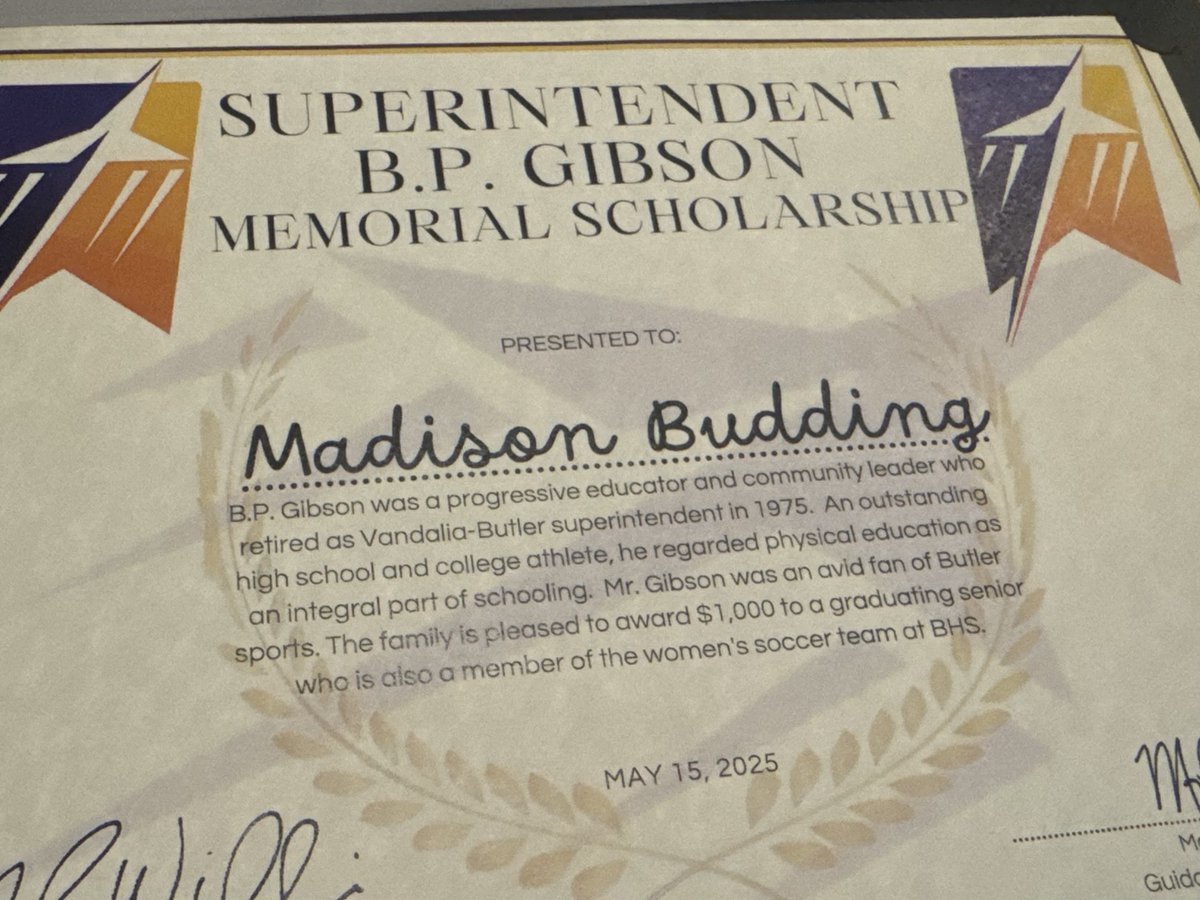 SUPERINTENDENT
B.P. GIBSON
MEMORIAL SCHOLARSHIP
PRESENTED TO:
Madison Budding
B.P. Gibson was a progressive educator and community leader who
retired as Vandalia-Butler superintendent in 1975. An outstanding
high school and college athlete, he regarded physical education as
an integral part of schooling. Mr. Gibson was an avid fan of Butler
sports. The family is pleased to award $1,000 to a graduating senior
who is also a member of the women's soccer team at BHS.
MAY 15, 2025